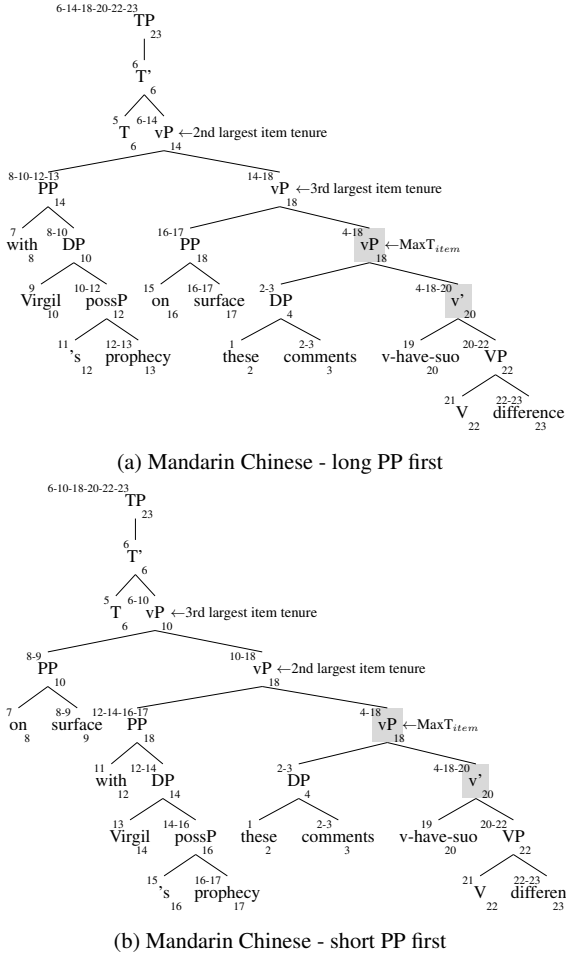 6-14-18-20-22-23 TP 23
6 T' 6
5 T 6 6-14 vP 14 ←2nd largest item tenure
8-10-12-13 PP 14 14-18 vP 18 ←3rd largest item tenure
7 with 8 8-10 DP 10 16-17 PP 18 4-18 vP 18 ←MaxT_item
9 Virgil 10 10-12 possP 12 15 on 16 16-17 surface 17 2-3 DP 4 4-18-20 v' 20
11 's 12 12-13 prophecy 13 1 these 2 2-3 comments 3 19 v-have-suo 20 20-22 VP 22
21 V 22 22-23 difference 23
(a) Mandarin Chinese - long PP first
6-10-18-20-22-23 TP 23
6 T' 6
5 T 6 6-10 vP 10 ←3rd largest item tenure
8-9 PP 10 10-18 vP 18 ←2nd largest item tenure
7 on 8 8-9 surface 9 12-14-16-17 PP 18 4-18 vP 18 ←MaxT_item
11 with 12 12-14 DP 14 2-3 DP 4 4-18-20 v' 20
13 Virgil 14 14-16 possP 16 1 these 2 2-3 comments 3 19 v-have-suo 20 20-22 VP 22
15 's 16 16-17 prophecy 17 21 V 22 22-23 differen 23
(b) Mandarin Chinese - short PP first